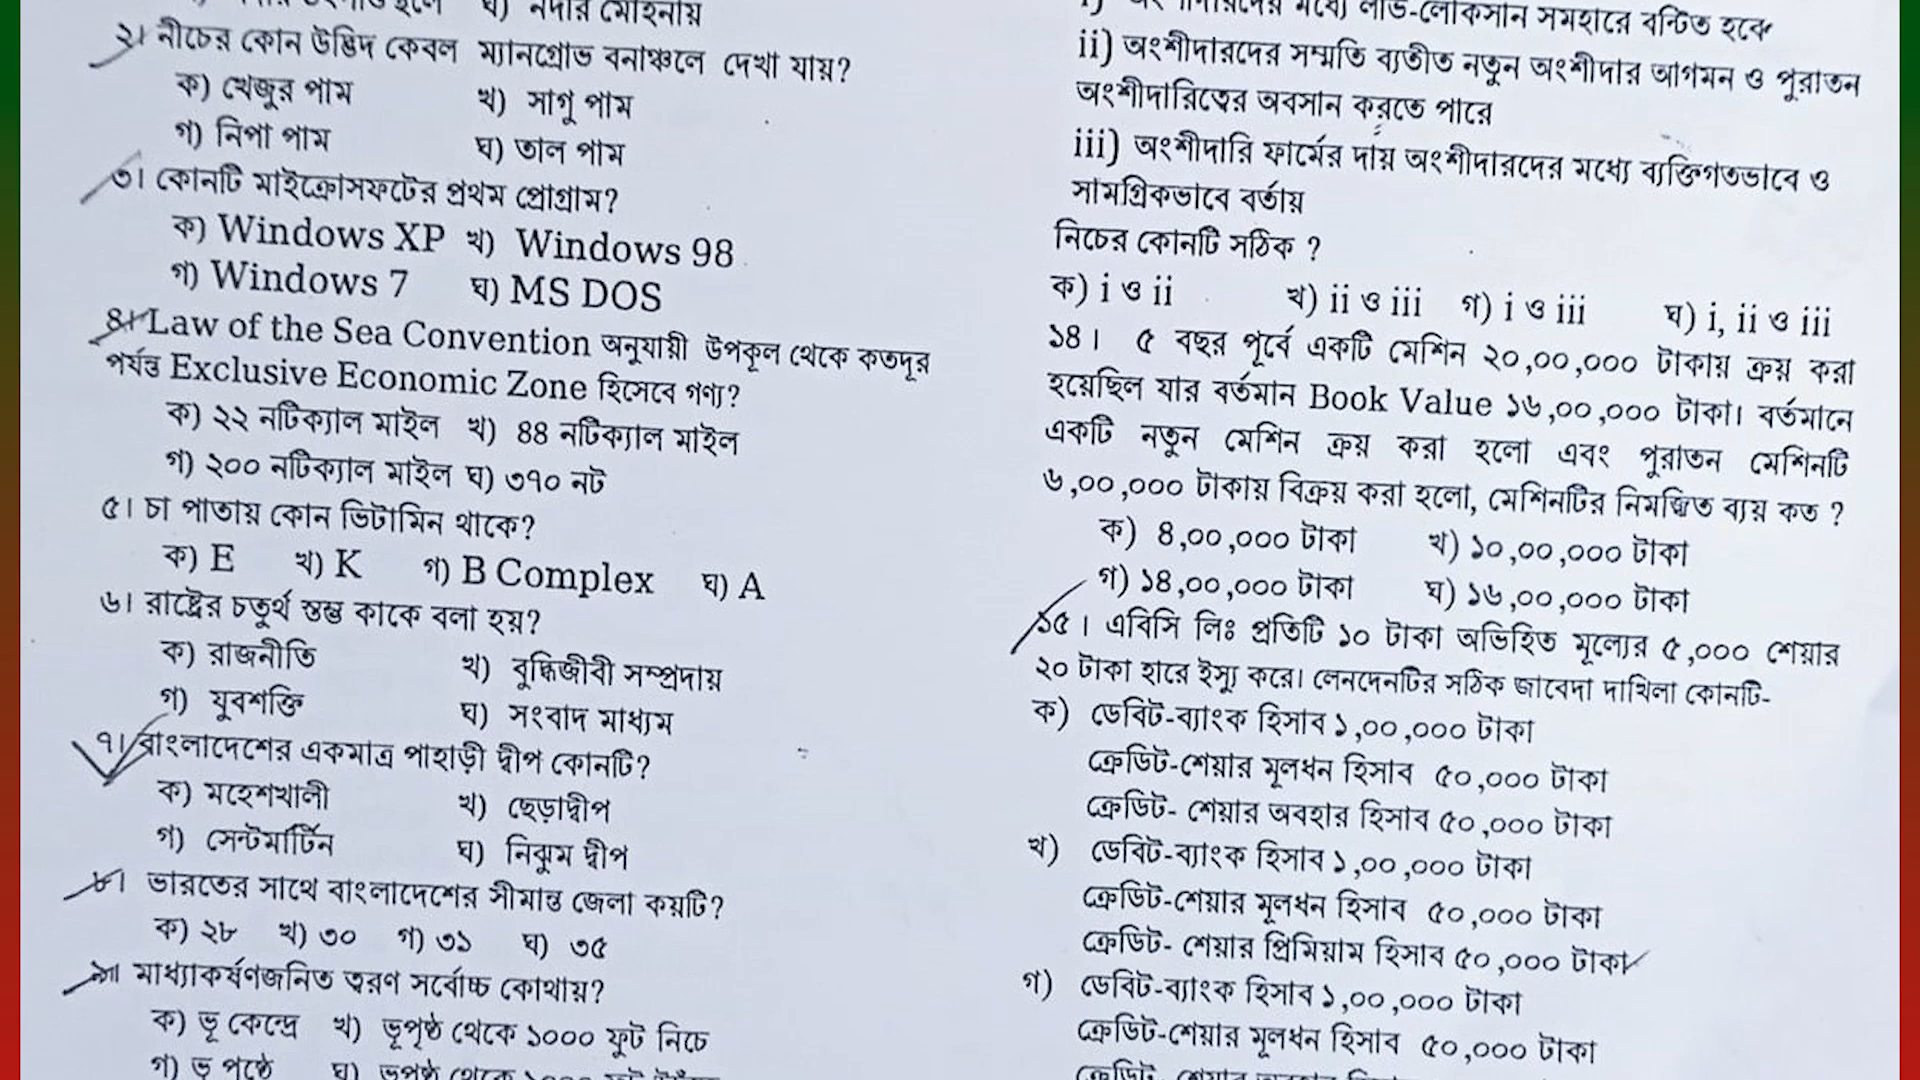 ঘ) নদীর মোহনায়
২। নীচের কোন উদ্ভিদ কেবল ম্যানগ্রোভ বনাঞ্চলে দেখা যায়?
ক) খেজুর পাম খ) সাগু পাম
গ) নিপা পাম ঘ) তাল পাম
৩। কোনটি মাইক্রোসফটের প্রথম প্রোগ্রাম?
ক) Windows XP খ) Windows 98
গ) Windows 7 ঘ) MS DOS
৪। Law of the Sea Convention অনুযায়ী উপকূল থেকে কতদূর
পর্যন্ত Exclusive Economic Zone হিসেবে গণ্য?
ক) ২২ নটিক্যাল মাইল খ) ৪৪ নটিক্যাল মাইল
গ) ২০০ নটিক্যাল মাইল ঘ) ৩৭০ নট
৫। চা পাতায় কোন ভিটামিন থাকে?
ক) E খ) K গ) B Complex ঘ) A
৬। রাষ্ট্রের চতুর্থ স্তম্ভ কাকে বলা হয়?
ক) রাজনীতি খ) বুদ্ধিজীবী সম্প্রদায়
গ) যুবশক্তি ঘ) সংবাদ মাধ্যম
৭। বাংলাদেশের একমাত্র পাহাড়ী দ্বীপ কোনটি?
ক) মহেশখালী খ) ছেড়াদ্বীপ
গ) সেন্টমার্টিন ঘ) নিঝুম দ্বীপ
৮। ভারতের সাথে বাংলাদেশের সীমান্ত জেলা কয়টি?
ক) ২৮ খ) ৩০ গ) ৩১ ঘ) ৩৫
৯। মাধ্যাকর্ষণজনিত ত্বরণ সর্বোচ্চ কোথায়?
ক) ভূ কেন্দ্রে খ) ভূপৃষ্ঠ থেকে ১০০০ ফুট নিচে
গ) ভূ পৃষ্ঠে ঘ) ভূপৃষ্ঠ থেকে ১০০০ ফুট
i) অংশীদারদের মধ্যে লাভ-লোকসান সমহারে বন্টিত হবে
ii) অংশীদারদের সম্মতি ব্যতীত নতুন অংশীদার আগমন ও পুরাতন
অংশীদারিত্বের অবসান করতে পারে
iii) অংশীদারি ফার্মের দায় অংশীদারদের মধ্যে ব্যক্তিগতভাবে ও
সামগ্রিকভাবে বর্তায়
নিচের কোনটি সঠিক ?
ক) i ও ii খ) ii ও iii গ) i ও iii ঘ) i, ii ও iii
১৪। ৫ বছর পূর্বে একটি মেশিন ২০,০০,০০০ টাকায় ক্রয় করা
হয়েছিল যার বর্তমান Book Value ১৬,০০,০০০ টাকা। বর্তমানে
একটি নতুন মেশিন ক্রয় করা হলো এবং পুরাতন মেশিনটি
৬,০০,০০০ টাকায় বিক্রয় করা হলো, মেশিনটির নিমজ্জিত ব্যয় কত ?
ক) ৪,০০,০০০ টাকা খ) ১০,০০,০০০ টাকা
গ) ১৪,০০,০০০ টাকা ঘ) ১৬,০০,০০০ টাকা
১৫। এবিসি লিঃ প্রতিটি ১০ টাকা অভিহিত মূল্যের ৫,০০০ শেয়ার
২০ টাকা হারে ইস্যু করে। লেনদেনটির সঠিক জাবেদা দাখিলা কোনটি-
ক) ডেবিট-ব্যাংক হিসাব ১,০০,০০০ টাকা
ক্রেডিট-শেয়ার মূলধন হিসাব ৫০,০০০ টাকা
ক্রেডিট- শেয়ার অবহার হিসাব ৫০,০০০ টাকা
খ) ডেবিট-ব্যাংক হিসাব ১,০০,০০০ টাকা
ক্রেডিট-শেয়ার মূলধন হিসাব ৫০,০০০ টাকা
ক্রেডিট- শেয়ার প্রিমিয়াম হিসাব ৫০,০০০ টাকা
গ) ডেবিট-ব্যাংক হিসাব ১,০০,০০০ টাকা
ক্রেডিট-শেয়ার মূলধন হিসাব ৫০,০০০ টাকা